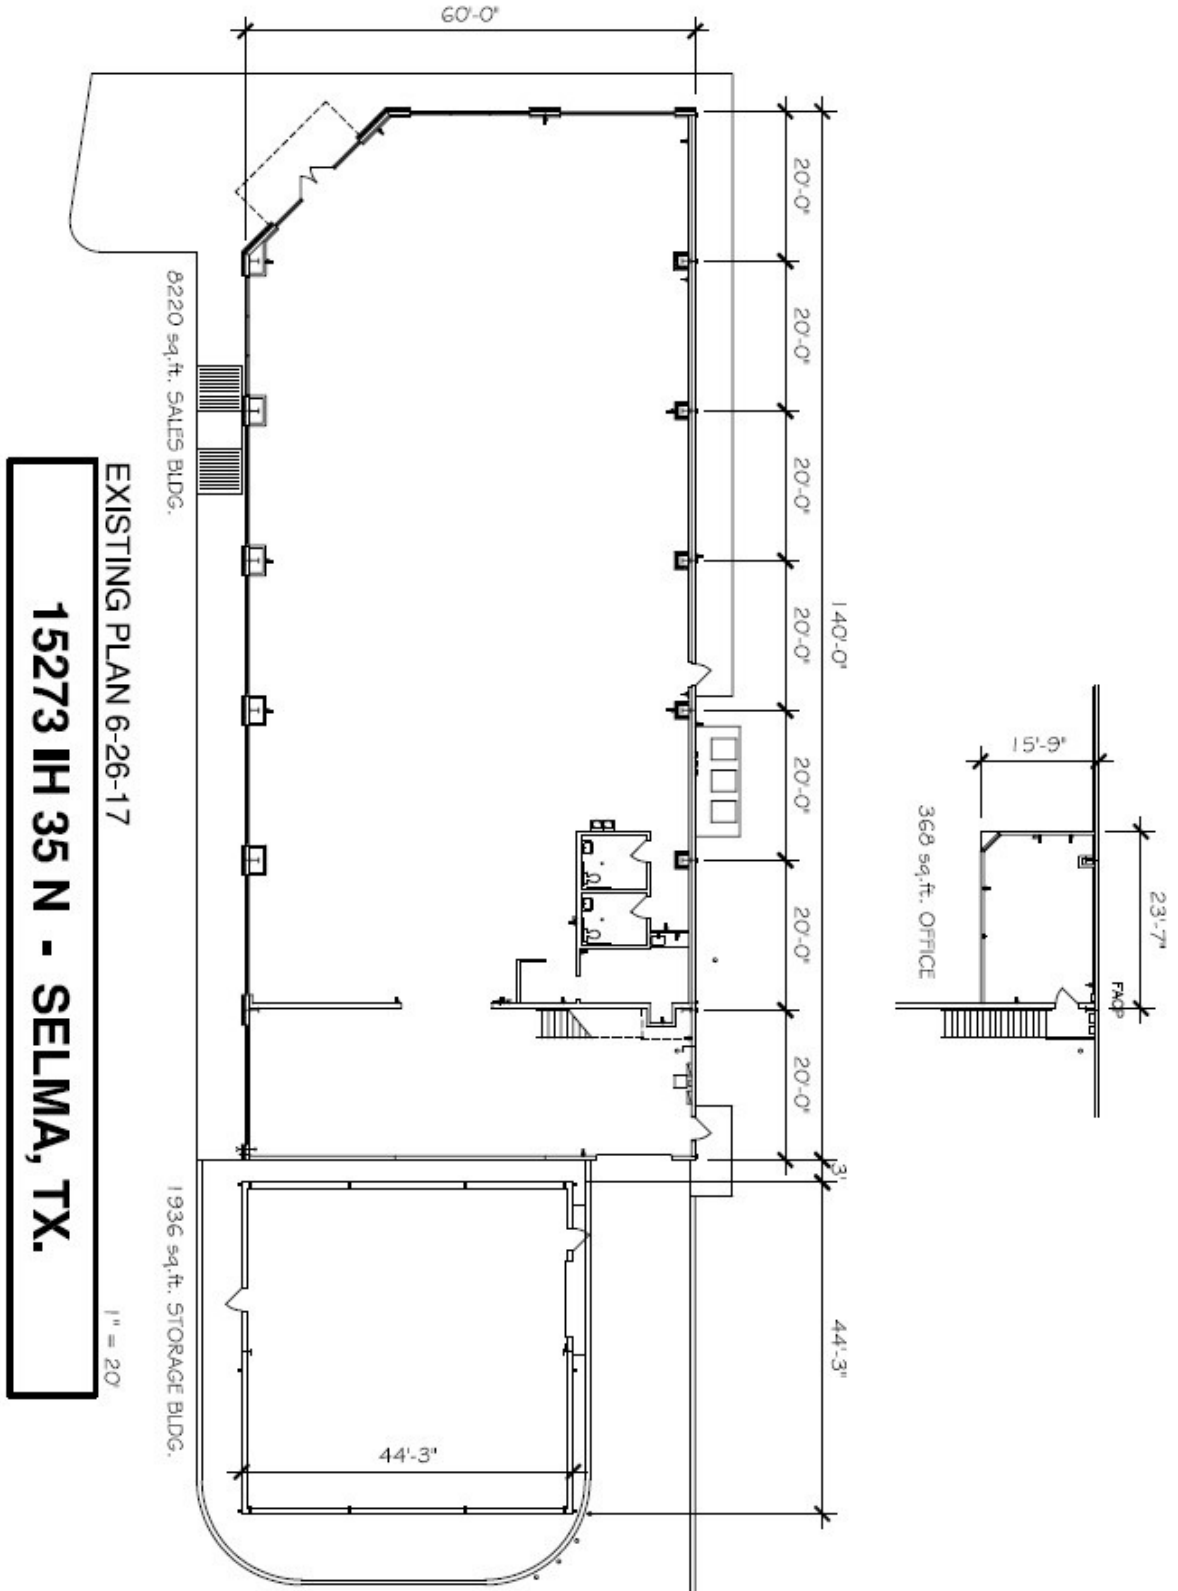 60'-0"
20'-0"
20'-0"
20'-0"
20'-0"
20'-0"
20'-0"
20'-0"
140'-0"
3'
44'-3"
44'-3"
15'-9"
23'-7"
FACP
368 sq.ft. OFFICE
8220 sq.ft. SALES BLDG.
1936 sq.ft. STORAGE BLDG.
EXISTING PLAN 6-26-17
1" = 20'
15273 IH 35 N - SELMA, TX.